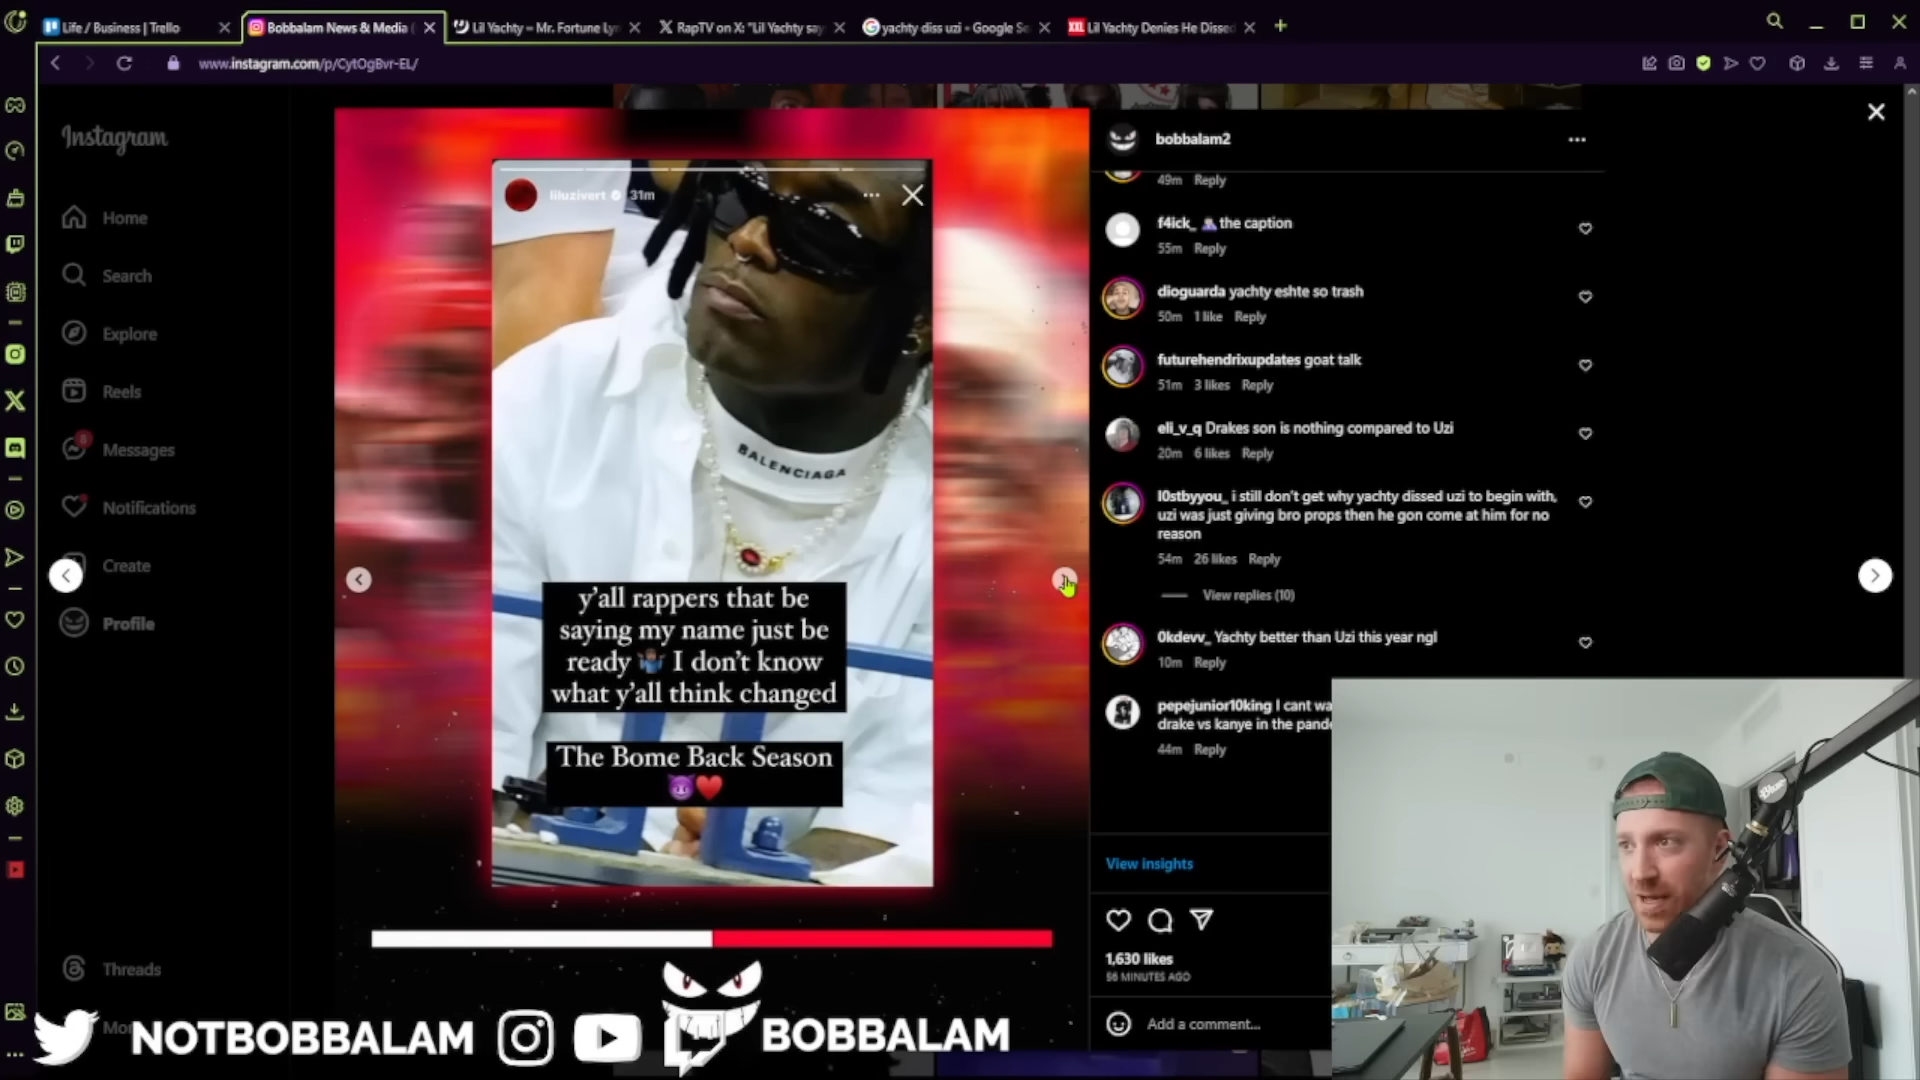 Life / Business | Trello
Bobbalam News & Media (
Lil Yachty – Mr. Fortune Lyr
RapTV on X: "Lil Yachty say
yachty diss uzi - Google Se
XXL
Lil Yachty Denies He Dissed
www.instagram.com/p/CytOgBvr-EL/
Instagram
Home
Search
Explore
Reels
8
Messages
Notifications
Create
Profile
Threads
liluzivert 31m
BALENCIAGA
y'all rappers that be
saying my name just be
ready 🤷🏾‍♂️ I don't know
what y'all think changed
The Bome Back Season
😈❤️
bobbalam2
49m Reply
f4ick_ 🤦🏻‍♂️ the caption
55m Reply
dioguarda yachty eshte so trash
50m 1 like Reply
futurehendrixupdates goat talk
51m 3 likes Reply
eli_v_q Drakes son is nothing compared to Uzi
20m 6 likes Reply
l0stbyyou_ i still don't get why yachty dissed uzi to begin with,
uzi was just giving bro props then he gon come at him for no
reason
54m 26 likes Reply
View replies (10)
0kdevv_ Yachty better than Uzi this year ngl
10m Reply
pepejunior10king I cant wa
drake vs kanye in the pande
44m Reply
View insights
1,630 likes
56 MINUTES AGO
Add a comment...
Blue
NOTBOBBALAM
BOBBALAM